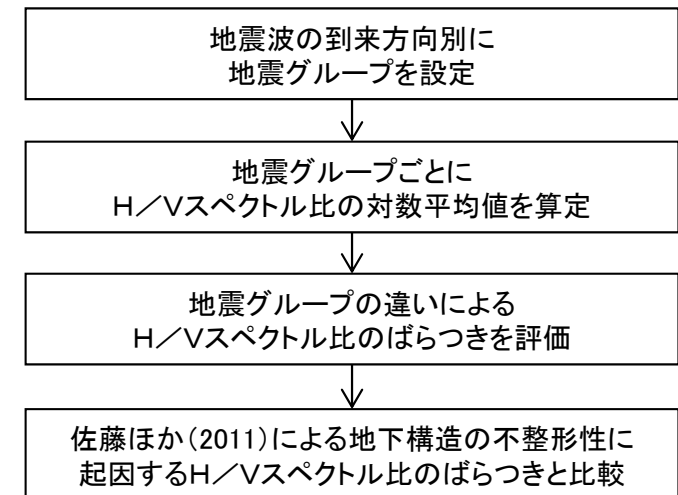 地震波の到来方向別に
地震グループを設定
地震グループごとに
H／Vスペクトル比の対数平均値を算定
地震グループの違いによる
H／Vスペクトル比のばらつきを評価
佐藤ほか（2011）による地下構造の不整形性に
起因するH／Vスペクトル比のばらつきと比較